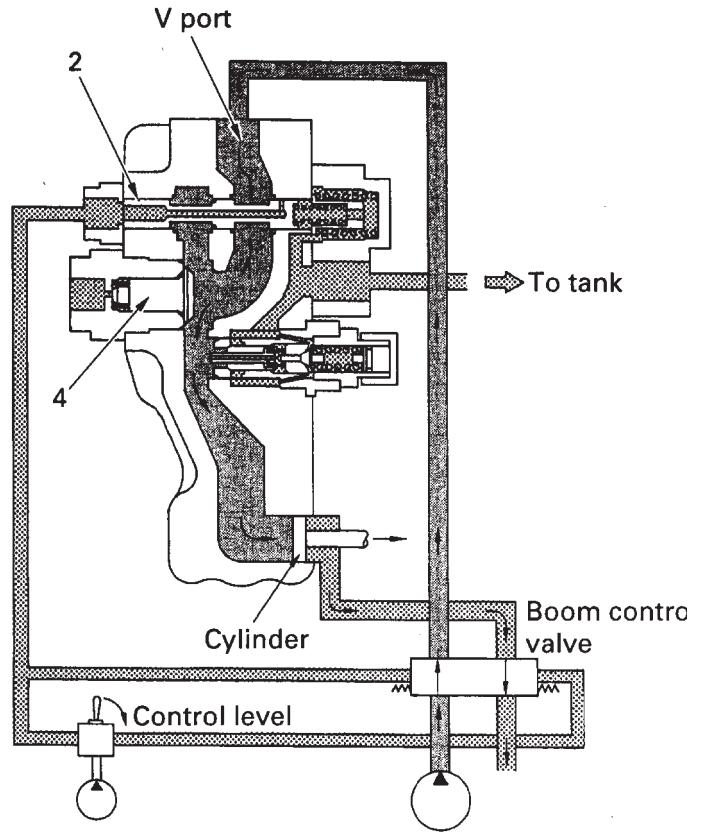 V port
2
To tank
4
Boom contro
valve
Cylinder
Control level